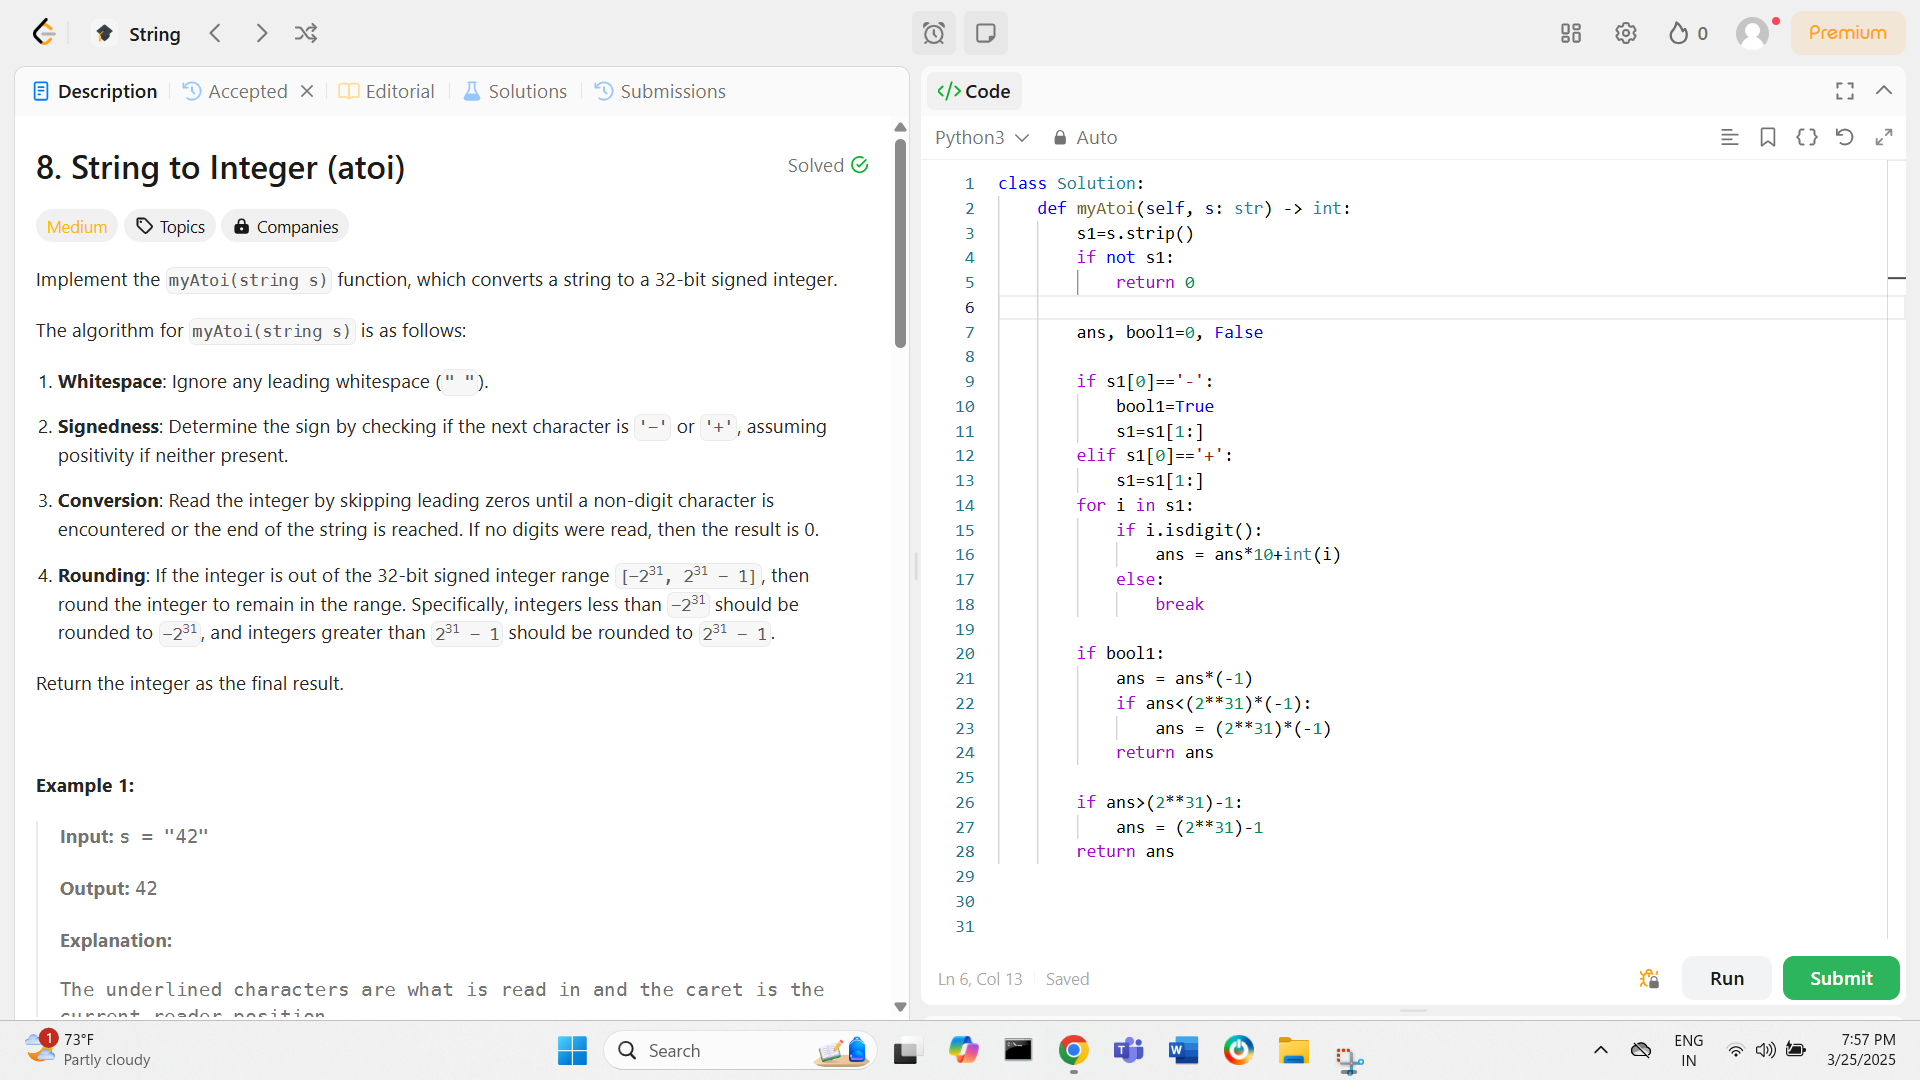 String
0
Premium
Description
Accepted
Editorial
Solutions
Submissions
8. String to Integer (atoi)
Solved
Medium
Topics
Companies
Implement the myAtoi(string s) function, which converts a string to a 32-bit signed integer.
The algorithm for myAtoi(string s) is as follows:
1. Whitespace: Ignore any leading whitespace (" ").
2. Signedness: Determine the sign by checking if the next character is '-' or '+', assuming
positivity if neither present.
3. Conversion: Read the integer by skipping leading zeros until a non-digit character is
encountered or the end of the string is reached. If no digits were read, then the result is 0.
4. Rounding: If the integer is out of the 32-bit signed integer range [-2³¹, 2³¹ - 1], then
round the integer to remain in the range. Specifically, integers less than -2³¹ should be
rounded to -2³¹, and integers greater than 2³¹ - 1 should be rounded to 2³¹ - 1.
Return the integer as the final result.
Example 1:
Input: s = "42"
Output: 42
Explanation:
The underlined characters are what is read in and the caret is the
current reader position.
</> Code
Python3
Auto
1 class Solution:
2     def myAtoi(self, s: str) -> int:
3         s1=s.strip()
4         if not s1:
5             return 0
6
7         ans, bool1=0, False
8
9         if s1[0]=='-':
10             bool1=True
11             s1=s1[1:]
12         elif s1[0]=='+':
13             s1=s1[1:]
14         for i in s1:
15             if i.isdigit():
16                 ans = ans*10+int(i)
17             else:
18                 break
19
20         if bool1:
21             ans = ans*(-1)
22             if ans<(2**31)*(-1):
23                 ans = (2**31)*(-1)
24             return ans
25
26         if ans>(2**31)-1:
27             ans = (2**31)-1
28         return ans
29
30
31
Ln 6, Col 13
Saved
Run
Submit
1
73°F
Partly cloudy
Search
ENG
IN
7:57 PM
3/25/2025